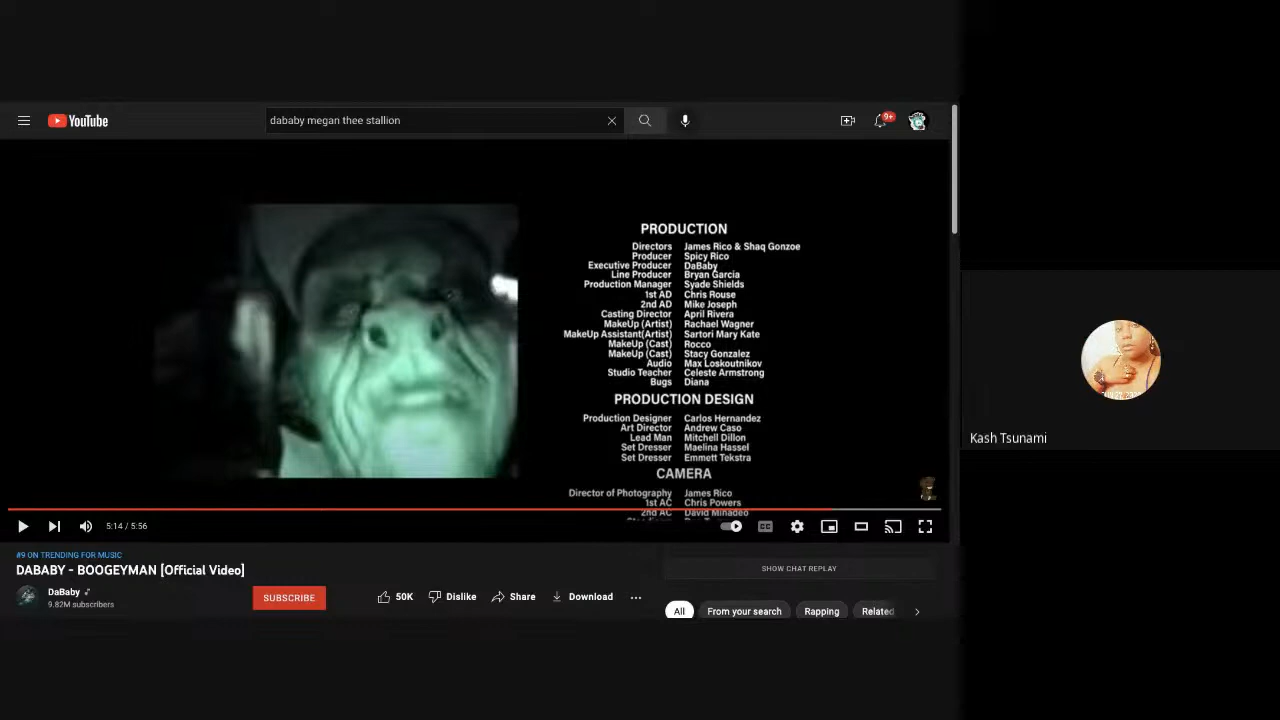 YouTube
dababy megan thee stallion
9+
PRODUCTION
Directors James Rico & Shaq Gonzoe
Producer Spicy Rico
Executive Producer DaBaby
Line Producer Bryan Garcia
Production Manager Syade Shields
1st AD Chris Rouse
2nd AD Mike Joseph
Casting Director April Rivera
MakeUp (Artist) Rachael Wagner
MakeUp Assistant(Artist) Sartori Mary Kate
MakeUp (Cast) Rocco
MakeUp (Cast) Stacy Gonzalez
Audio Max Loskoutnikov
Studio Teacher Celeste Armstrong
Bugs Diana
PRODUCTION DESIGN
Production Designer Carlos Hernandez
Art Director Andrew Caso
Lead Man Mitchell Dillon
Set Dresser Maelina Hassel
Set Dresser Emmett Tekstra
CAMERA
Director of Photography James Rico
1st AC Chris Powers
2nd AC David Minadeo
Kash Tsunami
5:14 / 5:56
CC
#9 ON TRENDING FOR MUSIC
DABABY - BOOGEYMAN [Official Video]
DaBaby
9.82M subscribers
SUBSCRIBE
50K Dislike Share Download
SHOW CHAT REPLAY
All From your search Rapping Related